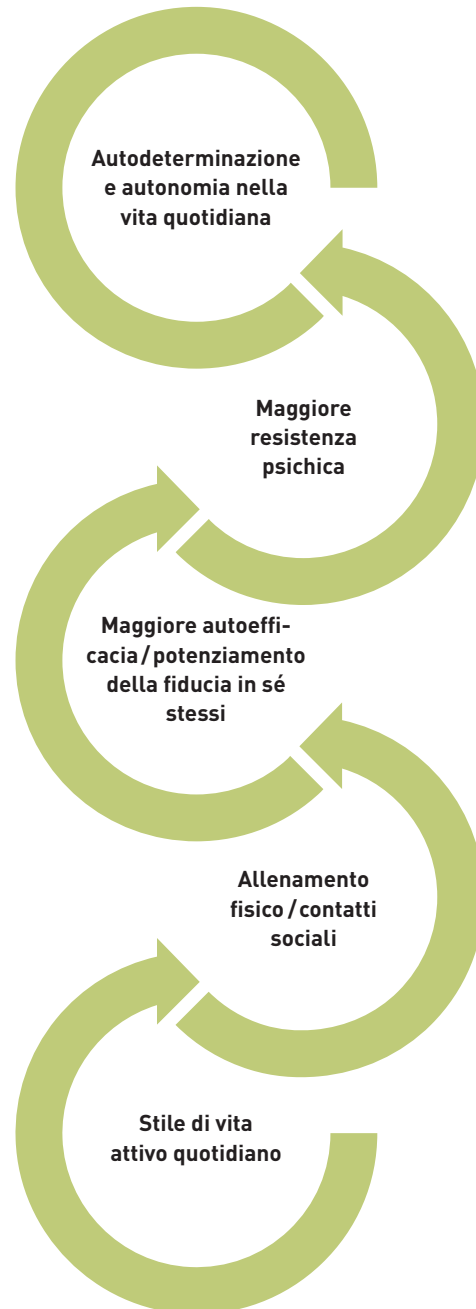 Autodeterminazione
e autonomia nella
vita quotidiana
Maggiore
resistenza
psichica
Maggiore autoeffi-
cacia/potenziamento
della fiducia in sé
stessi
Allenamento
fisico/contatti
sociali
Stile di vita
attivo quotidiano